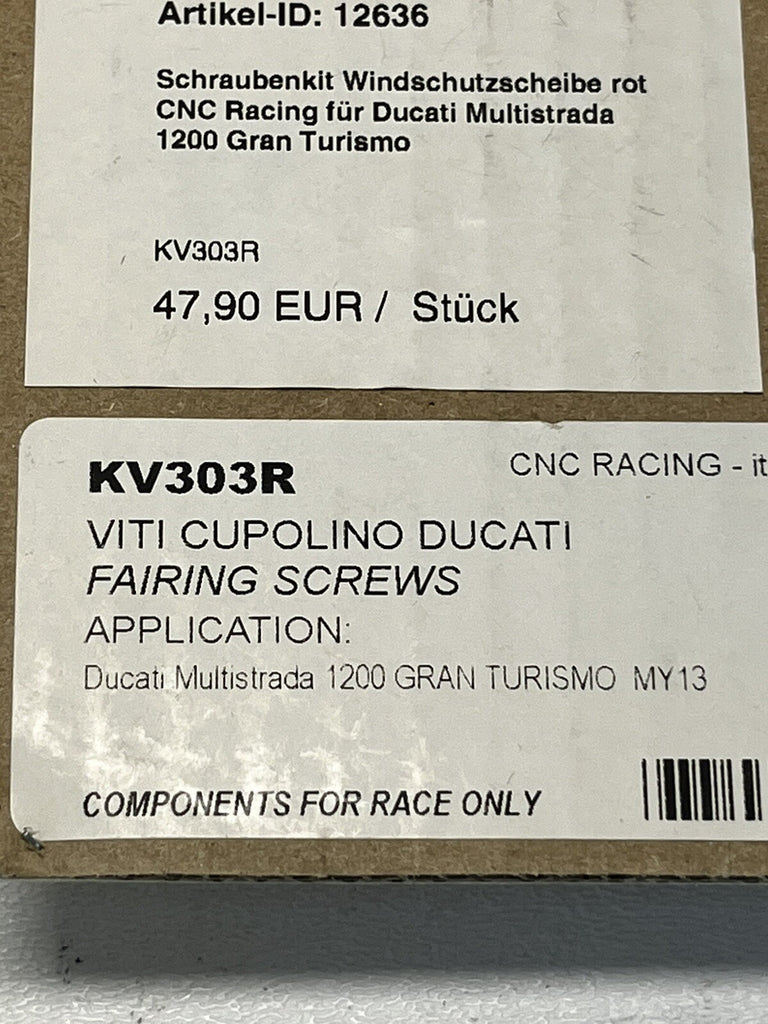 Artikel-ID: 12636
Schraubenkit Windschutzscheibe rot
CNC Racing für Ducati Multistrada
1200 Gran Turismo
KV303R
47,90 EUR / Stück
KV303R
CNC RACING - it
VITI CUPOLINO DUCATI
FAIRING SCREWS
APPLICATION:
Ducati Multistrada 1200 GRAN TURISMO MY13
COMPONENTS FOR RACE ONLY